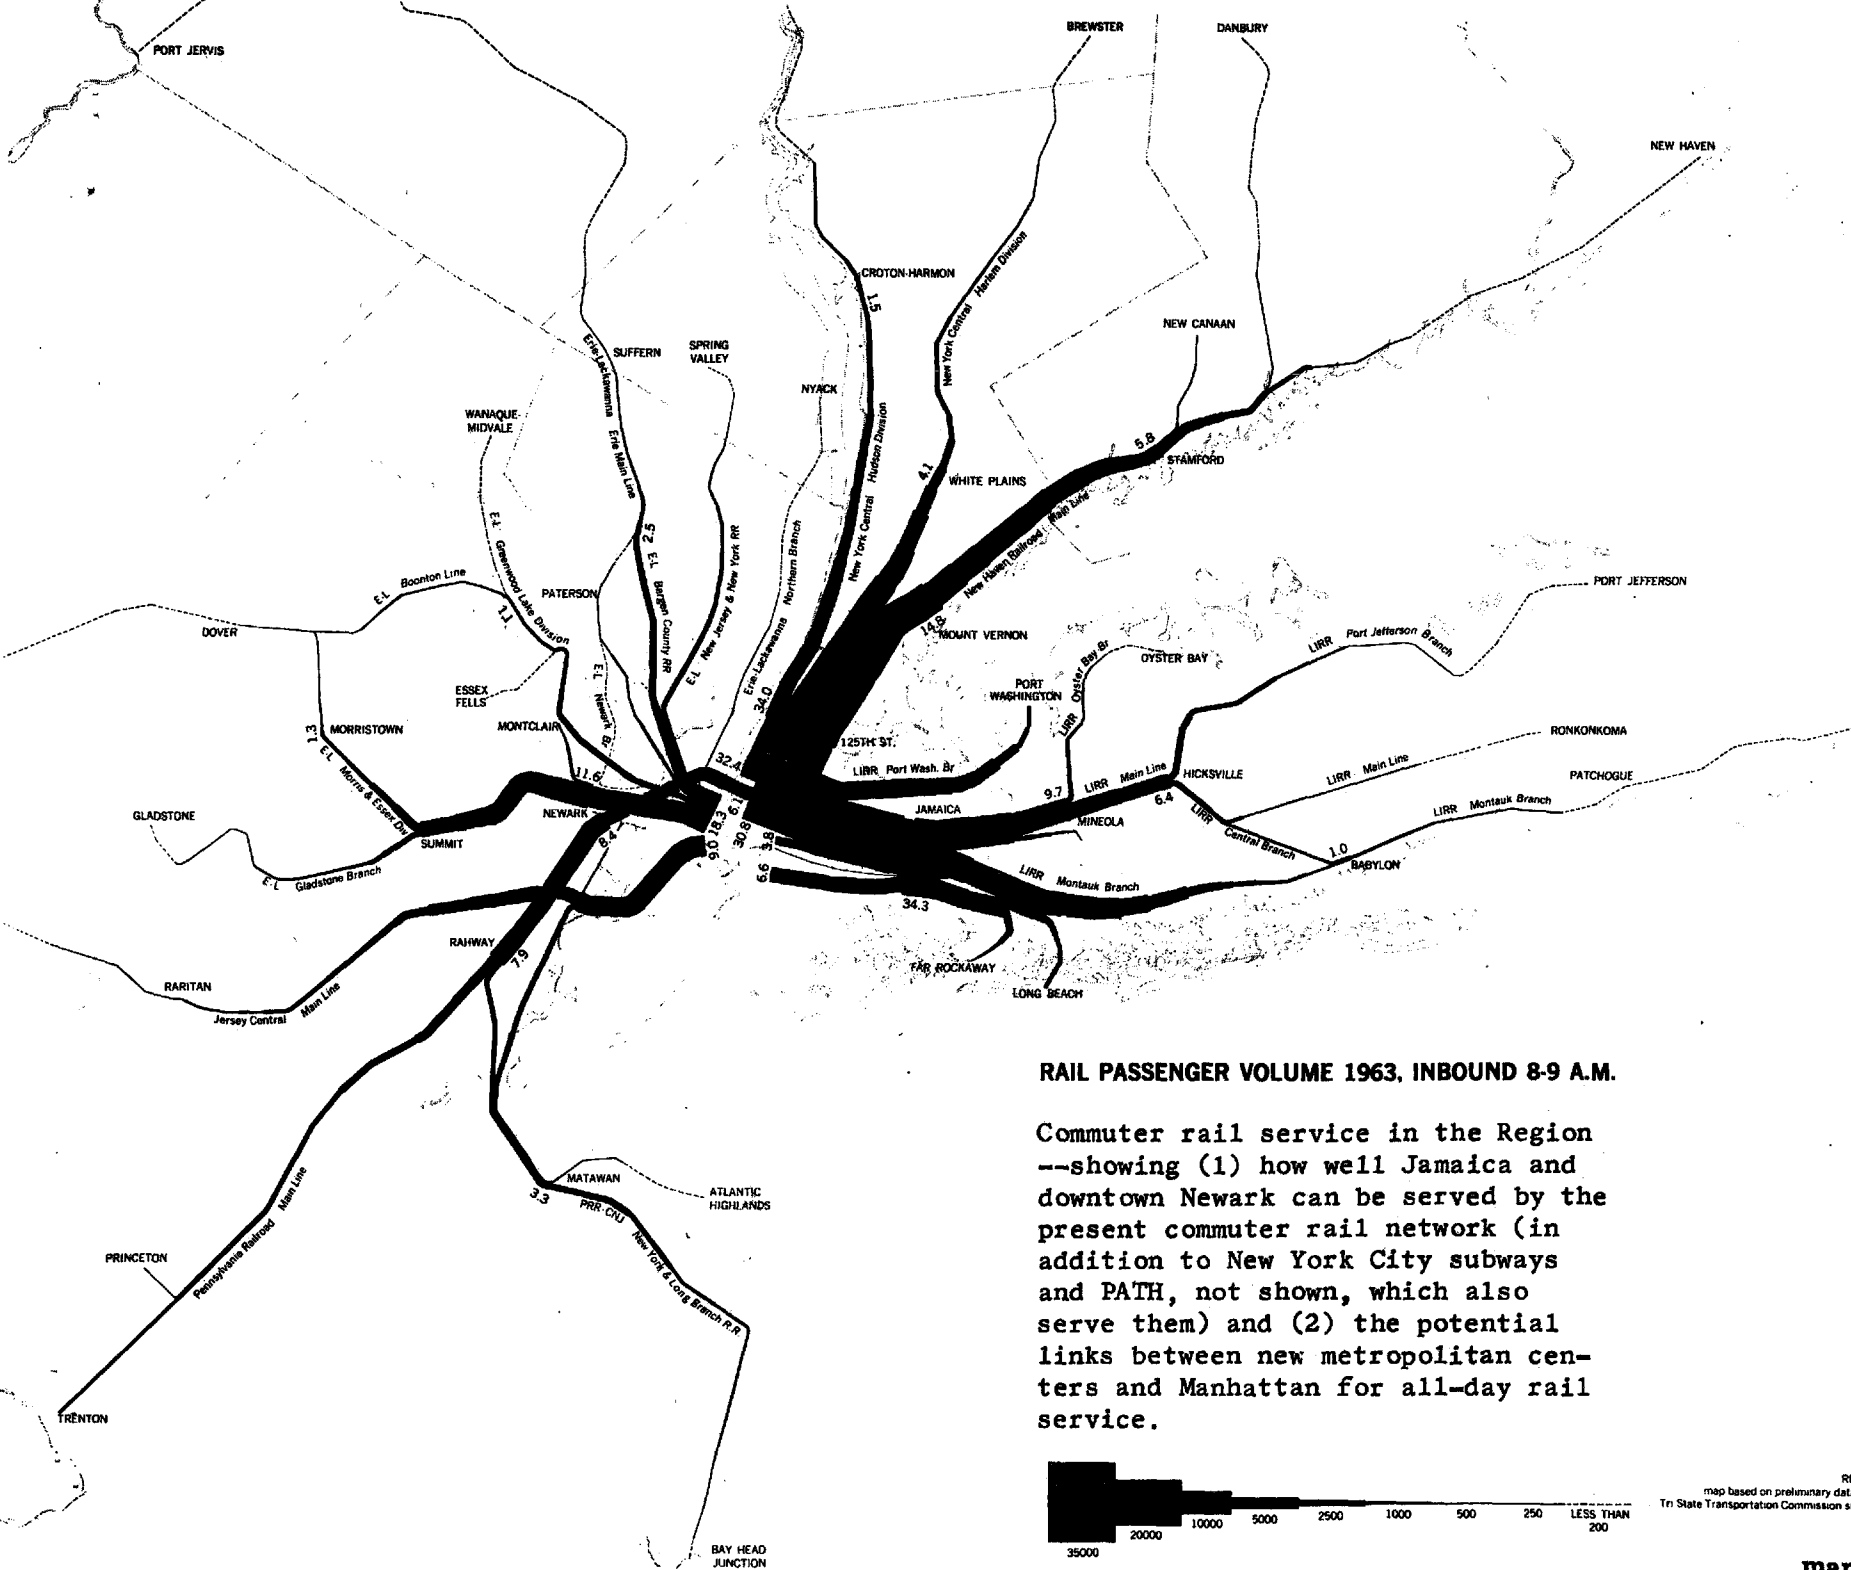 PORT JERVIS
BREWSTER
DANBURY
NEW HAVEN
CROTON-HARMON
1.5
New York Central Harlem Division
NEW CANAAN
Erie-Lackawanna Erie Main Line
SUFFERN
SPRING
VALLEY
NYACK
New York Central Hudson Division
WANAQUE-
MIDVALE
4.1
WHITE PLAINS
5.8
STAMFORD
New Haven Railroad Main Line
E-L Greenwood Lake Division
2.5
E-L Bergen County RR
E-L New Jersey & New York RR
Erie-Lackawanna Northern Branch
E-L Boonton Line
1.1
PATERSON
PORT JEFFERSON
DOVER
14.8
MOUNT VERNON
LIRR Port Jefferson Branch
LIRR Oyster Bay Br
OYSTER BAY
ESSEX
FELLS
E-L Newark Br
34.0
PORT
WASHINGTON
1.3
MORRISTOWN
MONTCLAIR
125TH ST.
RONKONKOMA
E-L Morris & Essex Div
11.6
32.4
LIRR Port Wash. Br
LIRR Main Line
HICKSVILLE
LIRR Main Line
PATCHOGUE
GLADSTONE
NEWARK
6.1
18.3
9.0
30.8
3.8
6.6
JAMAICA
9.7
MINEOLA
6.4
LIRR Montauk Branch
SUMMIT
8.4
LIRR Central Branch
1.0
BABYLON
E-L Gladstone Branch
LIRR Montauk Branch
34.3
RAHWAY
7.9
FAR ROCKAWAY
LONG BEACH
RARITAN
Jersey Central Main Line
RAIL PASSENGER VOLUME 1963, INBOUND 8-9 A.M.
Commuter rail service in the Region
--showing (1) how well Jamaica and
downtown Newark can be served by the
present commuter rail network (in
addition to New York City subways
and PATH, not shown, which also
serve them) and (2) the potential
links between new metropolitan cen-
ters and Manhattan for all-day rail
service.
MATAWAN
3.3
PRR-CNJ
New York & Long Branch R.R.
ATLANTIC
HIGHLANDS
PRINCETON
Pennsylvania Railroad Main Line
TRENTON
BAY HEAD
JUNCTION
35000
20000
10000
5000
2500
1000
500
250
LESS THAN
200
map based on preliminary dat
Tri State Transportation Commission s